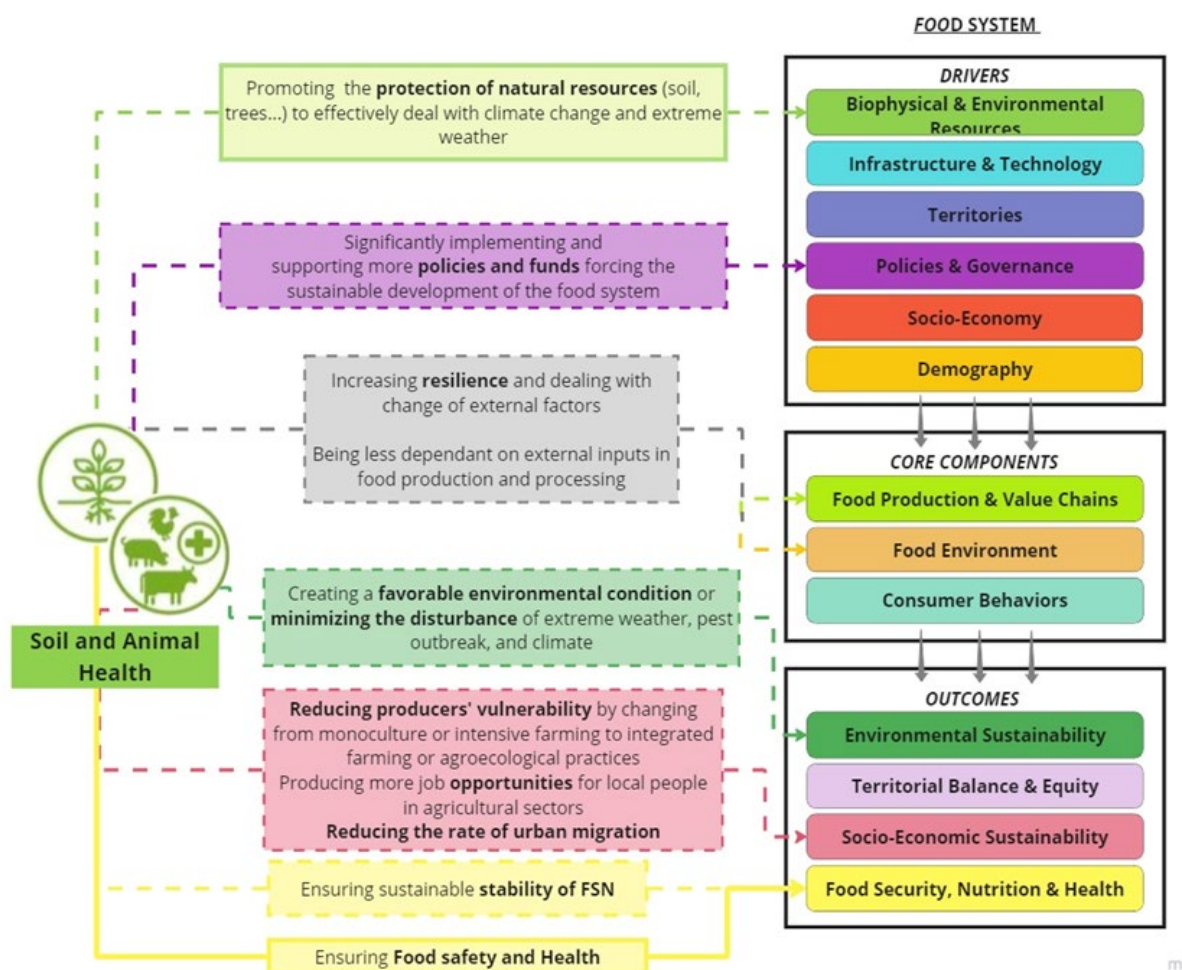 FOOD SYSTEM
DRIVERS
Biophysical & Environmental
Resources
Infrastructure & Technology
Territories
Policies & Governance
Socio-Economy
Demography
CORE COMPONENTS
Food Production & Value Chains
Food Environment
Consumer Behaviors
OUTCOMES
Environmental Sustainability
Territorial Balance & Equity
Socio-Economic Sustainability
Food Security, Nutrition & Health
Promoting the protection of natural resources (soil,
trees...) to effectively deal with climate change and extreme
weather
Significantly implementing and
supporting more policies and funds forcing the
sustainable development of the food system
Increasing resilience and dealing with
change of external factors
Being less dependant on external inputs in
food production and processing
Creating a favorable environmental condition or
minimizing the disturbance of extreme weather, pest
outbreak, and climate
Soil and Animal
Health
Reducing producers' vulnerability by changing
from monoculture or intensive farming to integrated
farming or agroecological practices
Producing more job opportunities for local people
in agricultural sectors
Reducing the rate of urban migration
Ensuring sustainable stability of FSN
Ensuring Food safety and Health